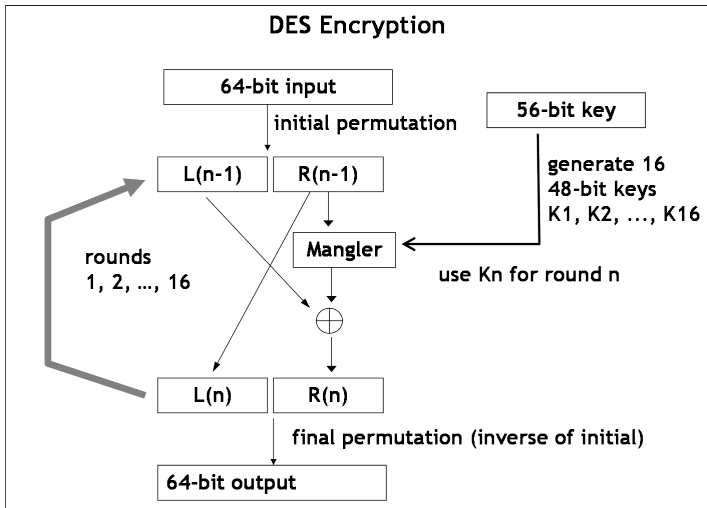 DES Encryption
64-bit input
56-bit key
initial permutation
generate 16
48-bit keys
K1, K2, ..., K16
L(n-1)
R(n-1)
Mangler
rounds
1, 2, ..., 16
use Kn for round n
L(n)
R(n)
final permutation (inverse of initial)
64-bit output